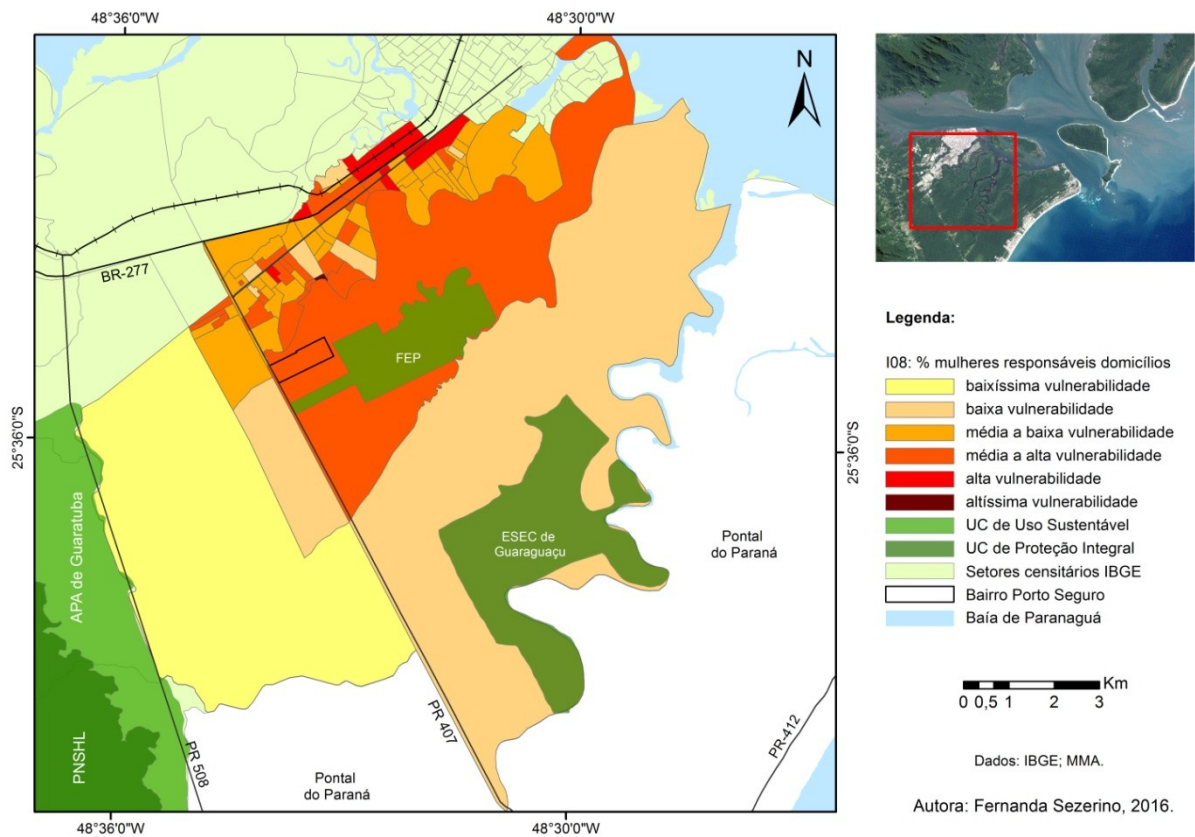 48°36'0"W
48°30'0"W
N
BR-277
FEP
25°36'0"S
25°36'0"S
APA de Guaratuba
ESEC de
Guaraguaçu
Pontal
do Paraná
PNSHL
PR 508
PR 407
Pontal
do Paraná
PR-412
48°36'0"W
48°30'0"W
Legenda:
I08: % mulheres responsáveis domicílios
baixíssima vulnerabilidade
baixa vulnerabilidade
média a baixa vulnerabilidade
média a alta vulnerabilidade
alta vulnerabilidade
altíssima vulnerabilidade
UC de Uso Sustentável
UC de Proteção Integral
Setores censitários IBGE
Bairro Porto Seguro
Baía de Paranaguá
Km
0 0,5 1 2 3
Dados: IBGE; MMA.
Autora: Fernanda Sezerino, 2016.